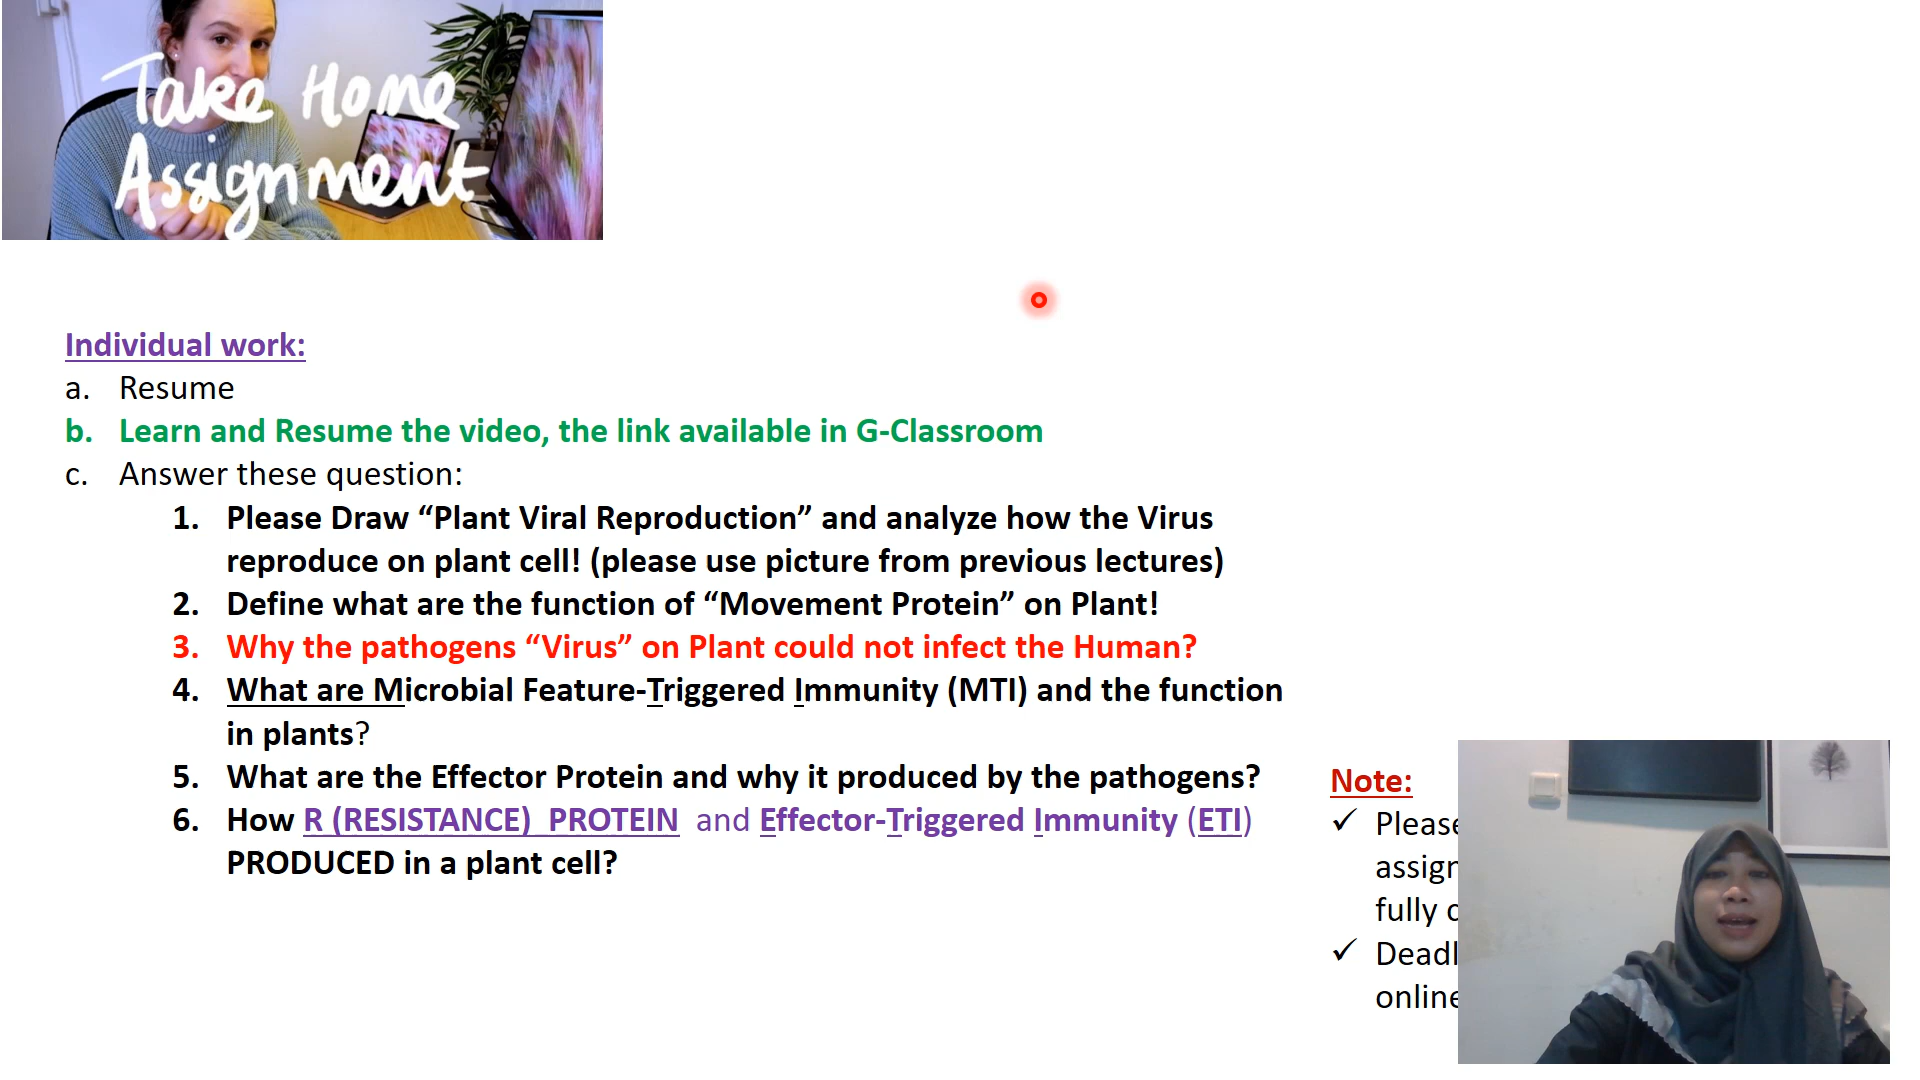 Take Home
Assignment
Individual work:
a. Resume
b. Learn and Resume the video, the link available in G-Classroom
c. Answer these question:
1. Please Draw “Plant Viral Reproduction” and analyze how the Virus
reproduce on plant cell! (please use picture from previous lectures)
2. Define what are the function of “Movement Protein” on Plant!
3. Why the pathogens “Virus” on Plant could not infect the Human?
4. What are Microbial Feature-Triggered Immunity (MTI) and the function
in plants?
5. What are the Effector Protein and why it produced by the pathogens?
6. How R (RESISTANCE) PROTEIN and Effector-Triggered Immunity (ETI)
PRODUCED in a plant cell?
Note:
✓ Please
fully
✓
online